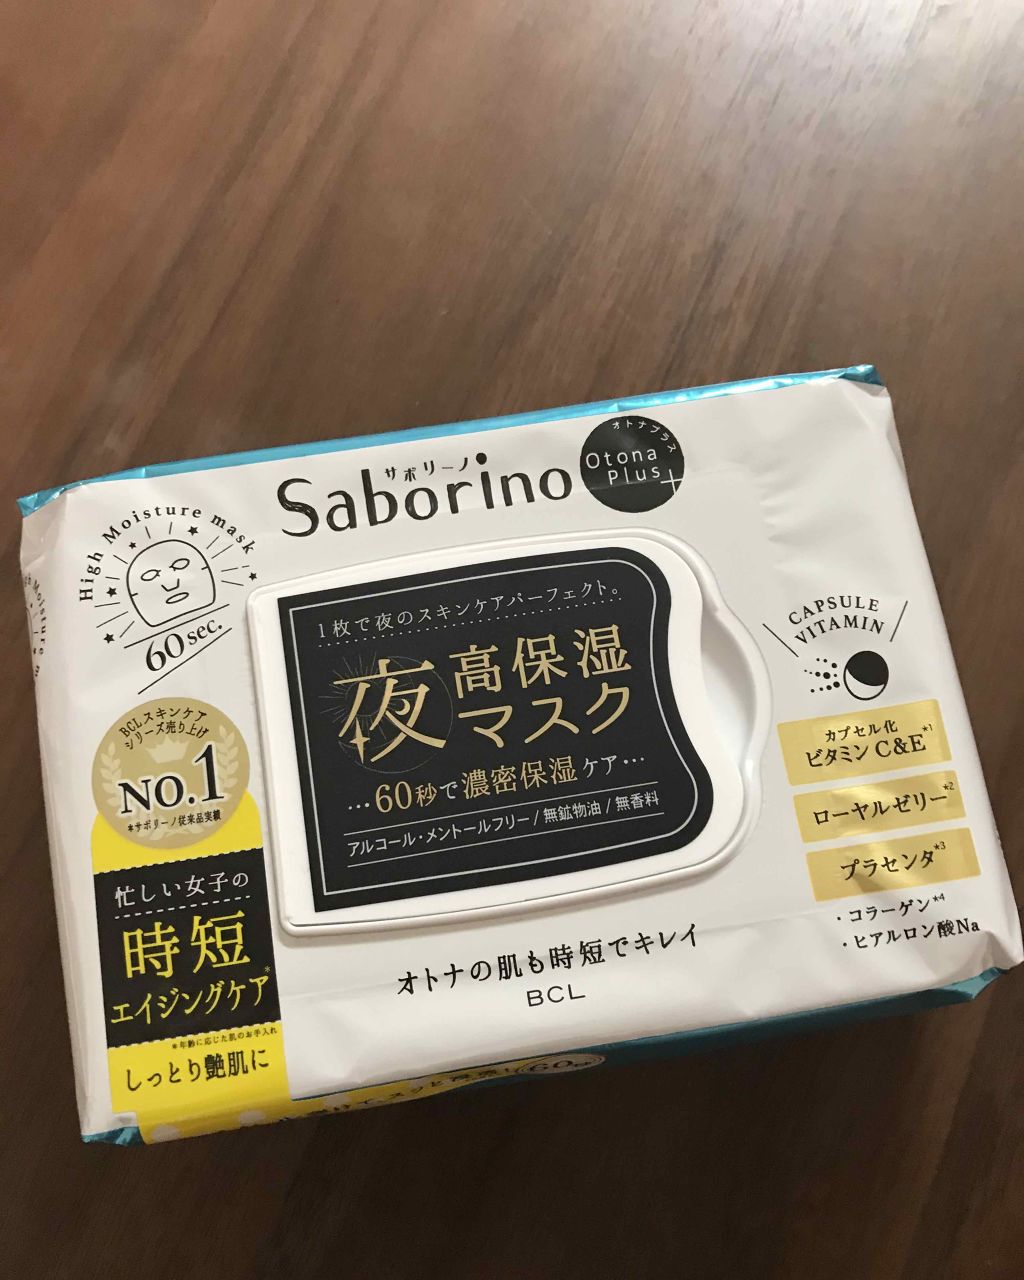 サボリーノ
Saborino
オトナプラス
Otona
Plus+
High Moisture mask
60sec.
1枚で夜のスキンケアパーフェクト。
夜高保湿
マスク
…60秒で濃密保湿ケア…
アルコール・メントールフリー/無鉱物油/無香料
CAPSULE
VITAMIN
カプセル化
ビタミンC&E*1
ローヤルゼリー*2
プラセンタ*3
・コラーゲン*4
・ヒアルロン酸Na
BCLスキンケア
シリーズ売り上げ
No.1
*サボリーノ従来品実績
忙しい女子の
時短
エイジングケア*
*年齢に応じた肌のお手入れ
しっとり艶肌に
オトナの肌も時短でキレイ
BCL